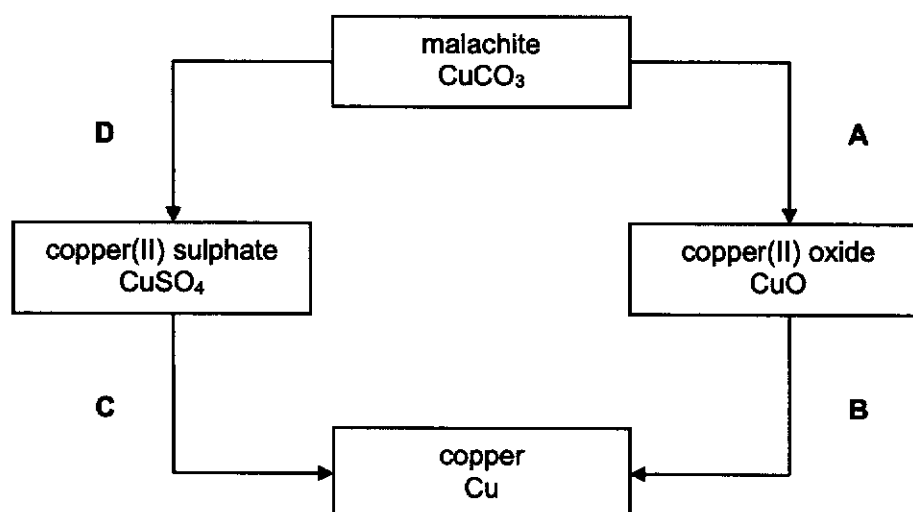 malachite
CuCO₃
D
A
copper(II) sulphate
CuSO₄
copper(II) oxide
CuO
C
B
copper
Cu